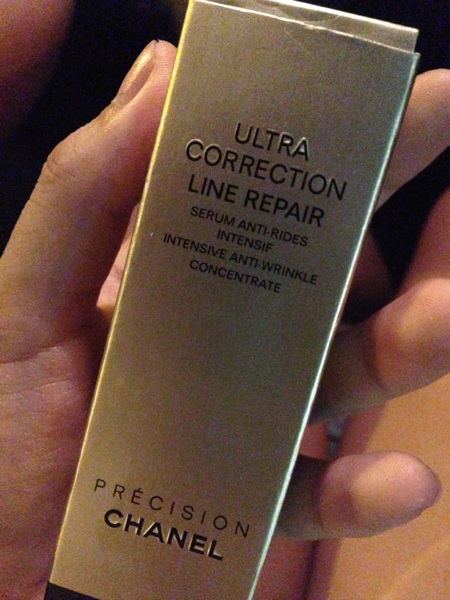 ULTRA
CORRECTION
LINE REPAIR
SERUM ANTI-RIDES
INTENSIF
INTENSIVE ANTI-WRINKLE
CONCENTRATE
PRÉCISION
CHANEL